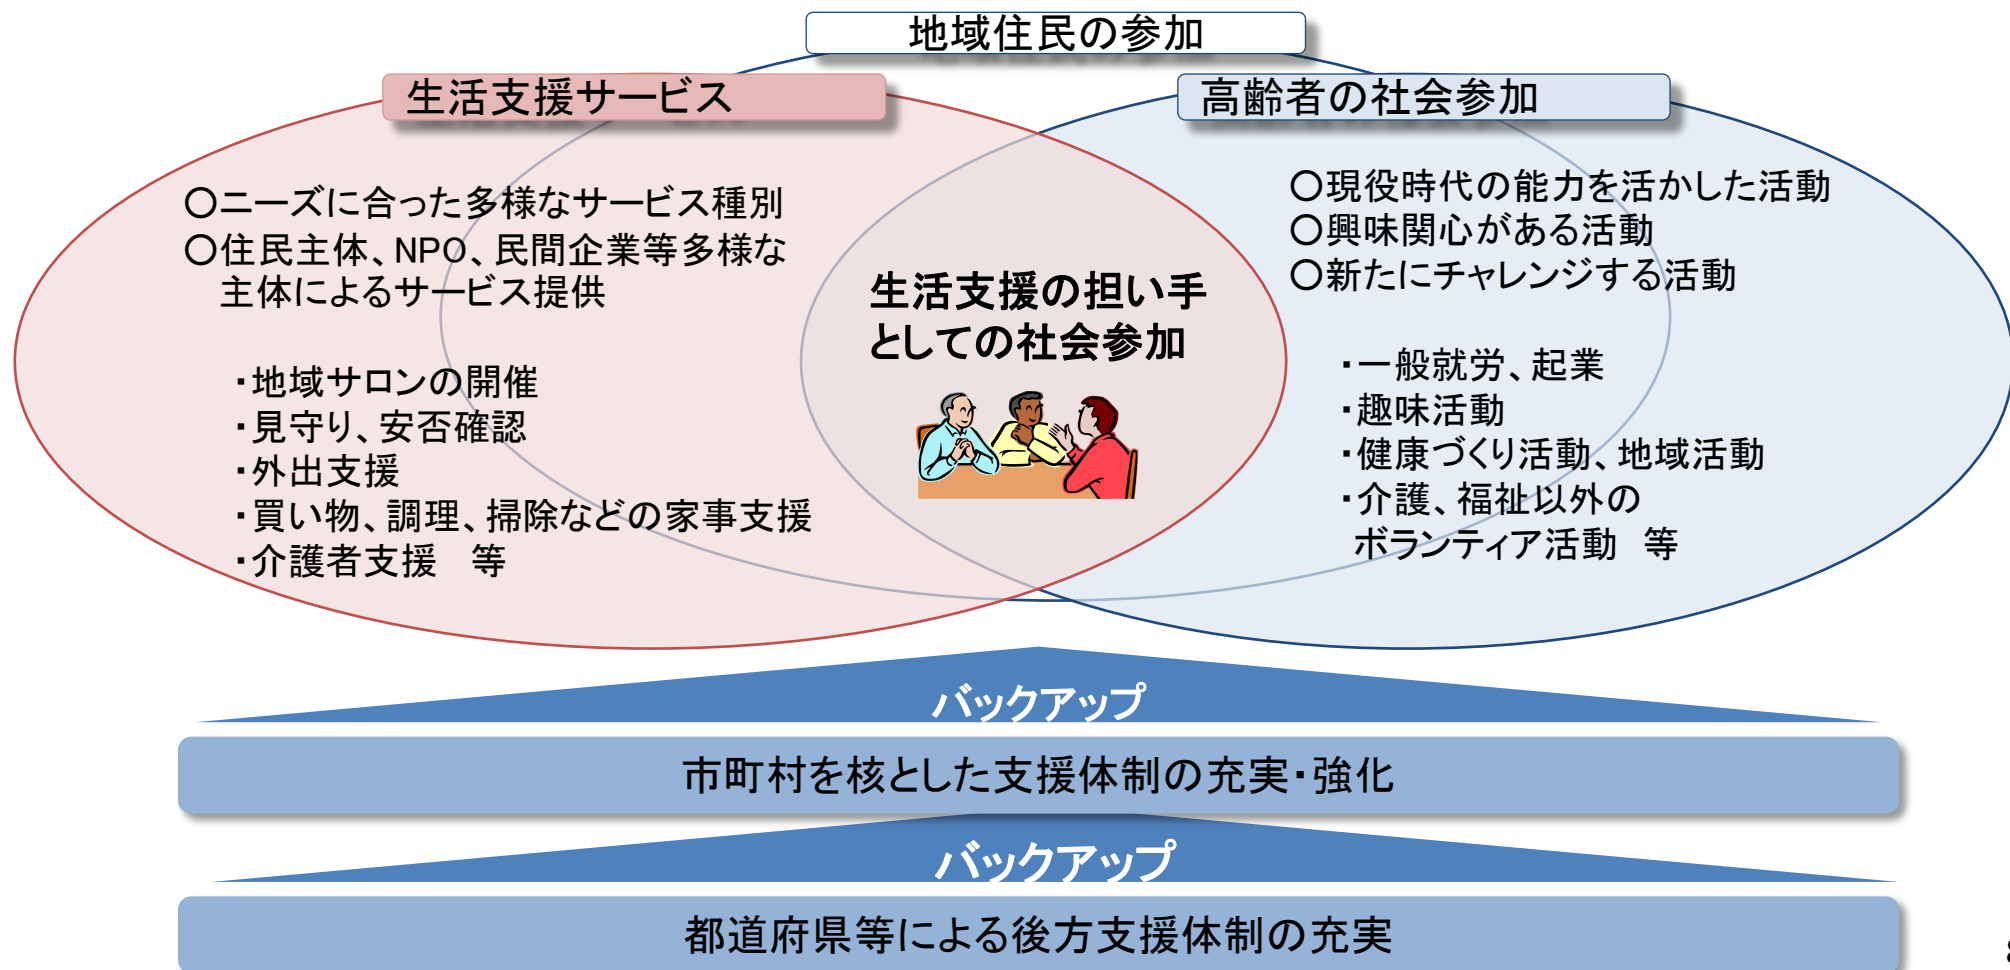 地域住民の参加
生活支援サービス
〇ニーズに合った多様なサービス種別
〇住民主体、NPO、民間企業等多様な
主体によるサービス提供
・地域サロンの開催
・見守り、安否確認
・外出支援
・買い物、調理、掃除などの家事支援
・介護者支援　等
生活支援の担い手
としての社会参加
高齢者の社会参加
〇現役時代の能力を活かした活動
〇興味関心がある活動
〇新たにチャレンジする活動
・一般就労、起業
・趣味活動
・健康づくり活動、地域活動
・介護、福祉以外の
ボランティア活動　等
バックアップ
市町村を核とした支援体制の充実・強化
バックアップ
都道府県等による後方支援体制の充実